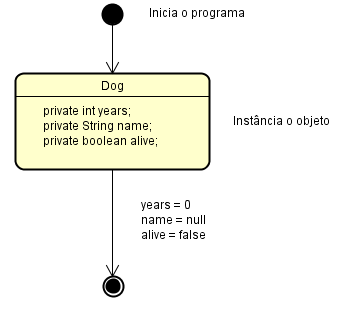 Inicia o programa
Dog
private int years;
private String name;
private boolean alive;
Instância o objeto
years = 0
name = null
alive = false